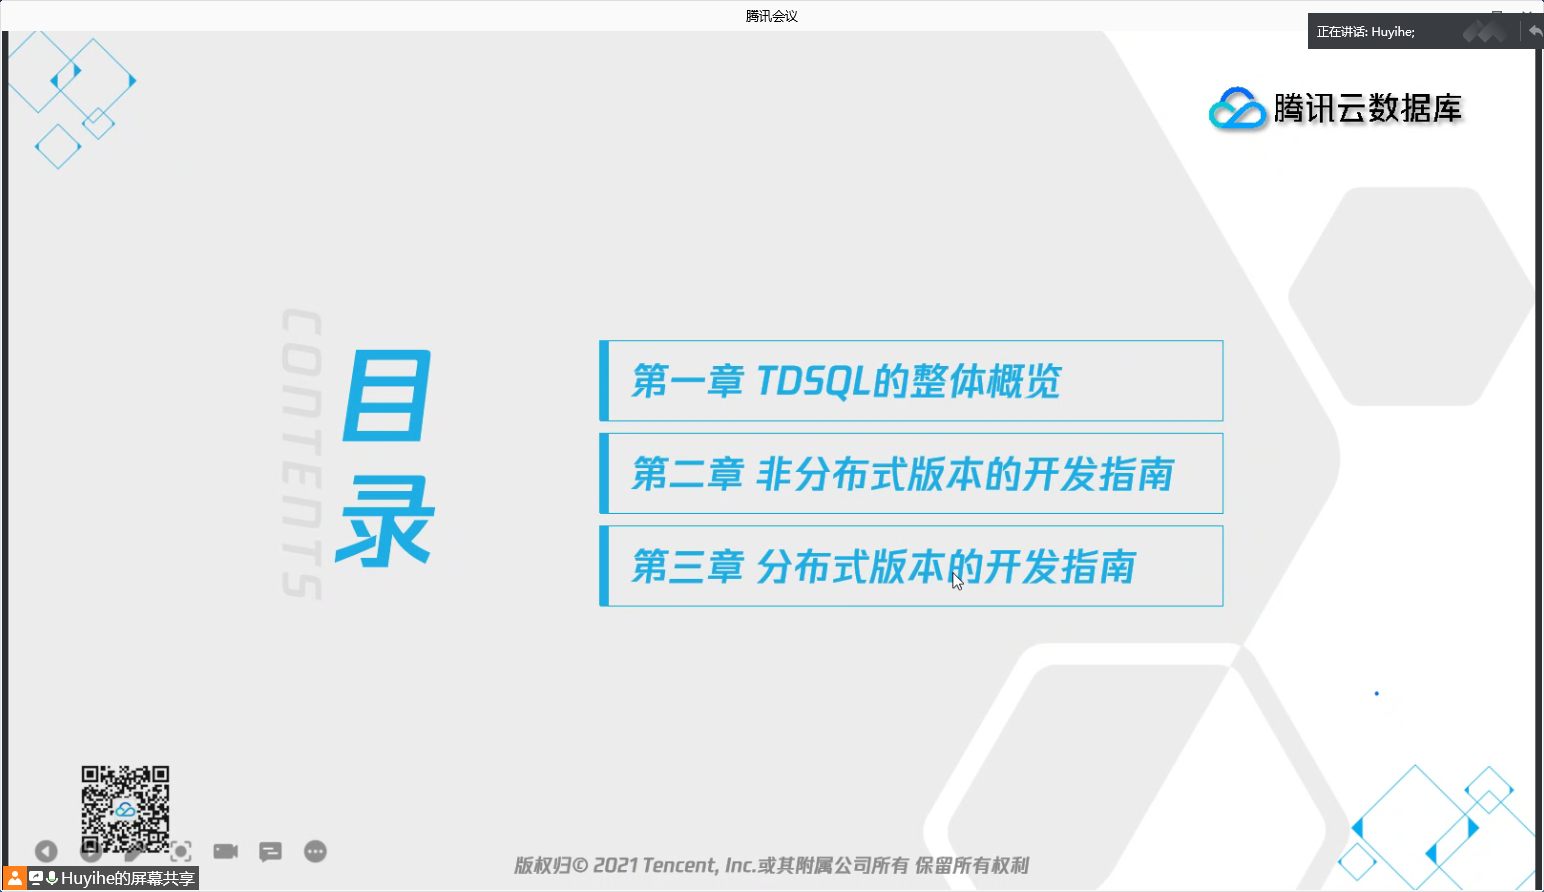 腾讯会议
正在讲话: Huyihe;
腾讯云数据库
CONTENTS
目录
第一章 TDSQL的整体概览
第二章 非分布式版本的开发指南
第三章 分布式版本的开发指南
版权归© 2021 Tencent, Inc.或其附属公司所有 保留所有权利
Huyihe的屏幕共享